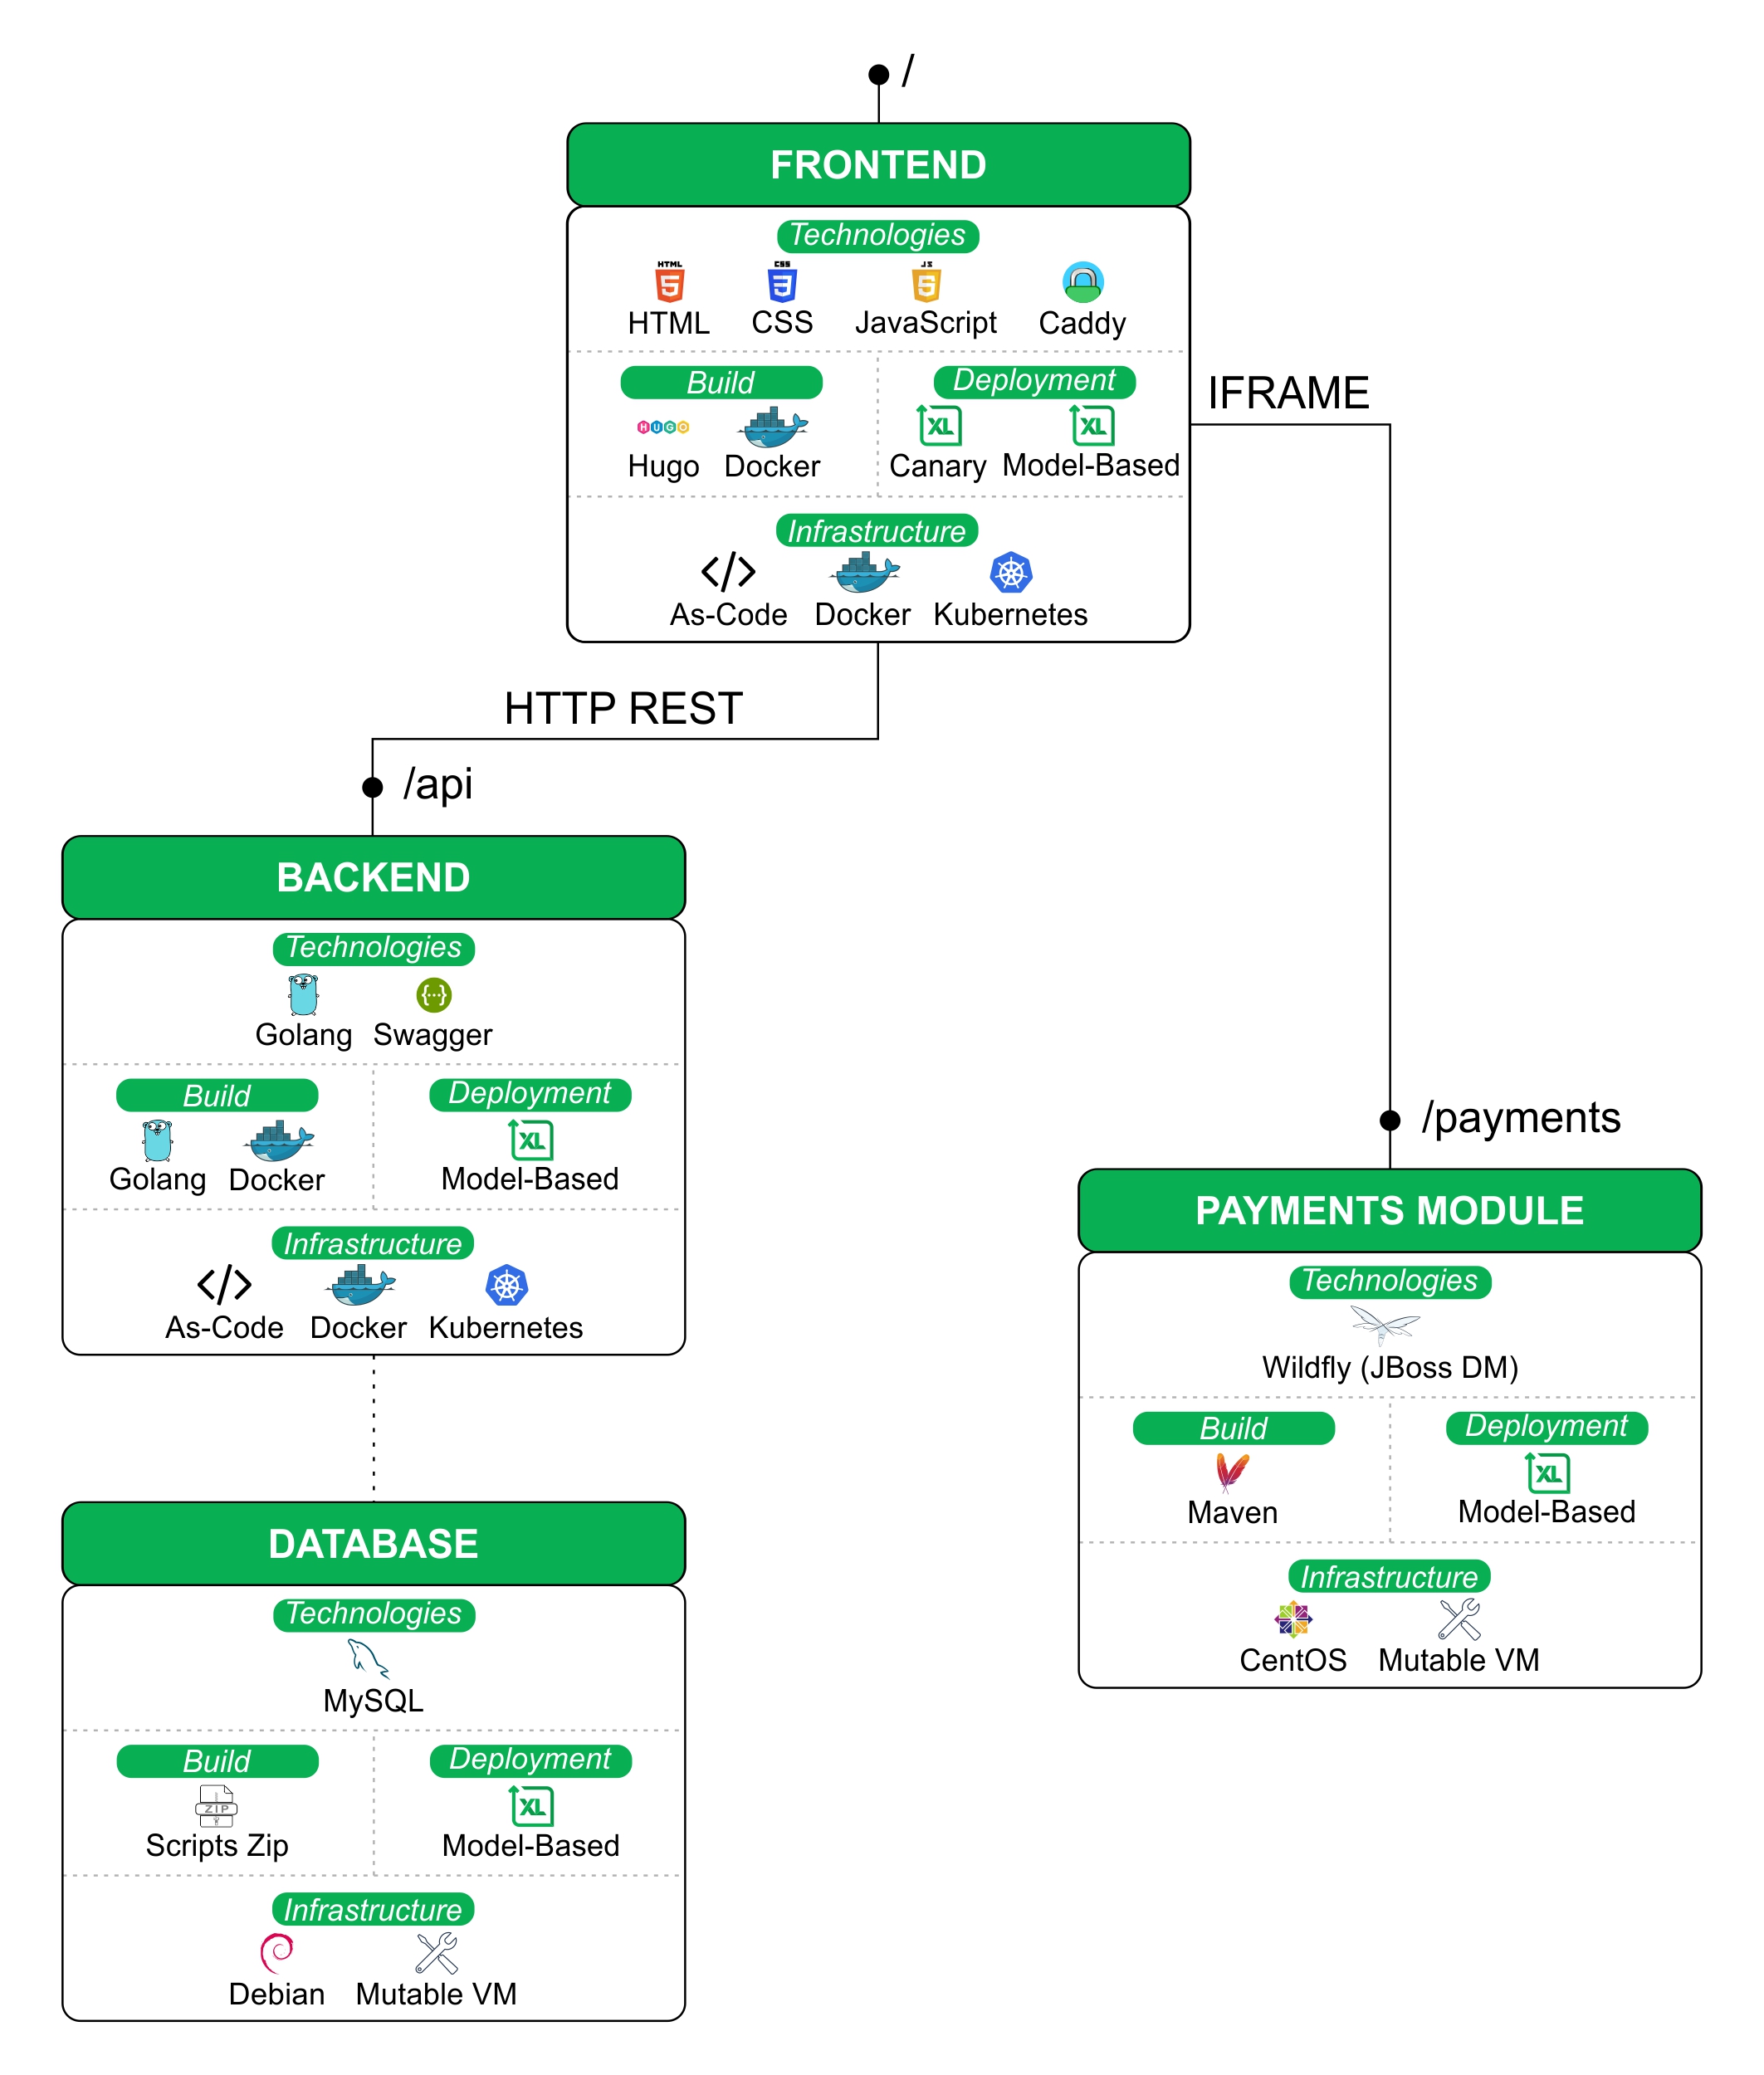 /
FRONTEND
Technologies
HTML CSS JS
HTML CSS JavaScript Caddy
Build Deployment
HUGO XL XL
Hugo Docker Canary Model-Based
IFRAME
Infrastructure
As-Code Docker Kubernetes
HTTP REST
/api
BACKEND
Technologies
Golang Swagger
Build Deployment
XL
Golang Docker Model-Based
Infrastructure
As-Code Docker Kubernetes
/payments
PAYMENTS MODULE
Technologies
Wildfly (JBoss DM)
Build Deployment
XL
Maven Model-Based
Infrastructure
CentOS Mutable VM
DATABASE
Technologies
MySQL
Build Deployment
ZIP XL
Scripts Zip Model-Based
Infrastructure
Debian Mutable VM